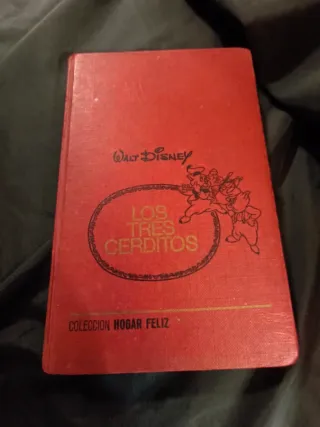 WALT DISNEY
LOS
TRES
CERDITOS
COLECCION HOGAR FELIZ